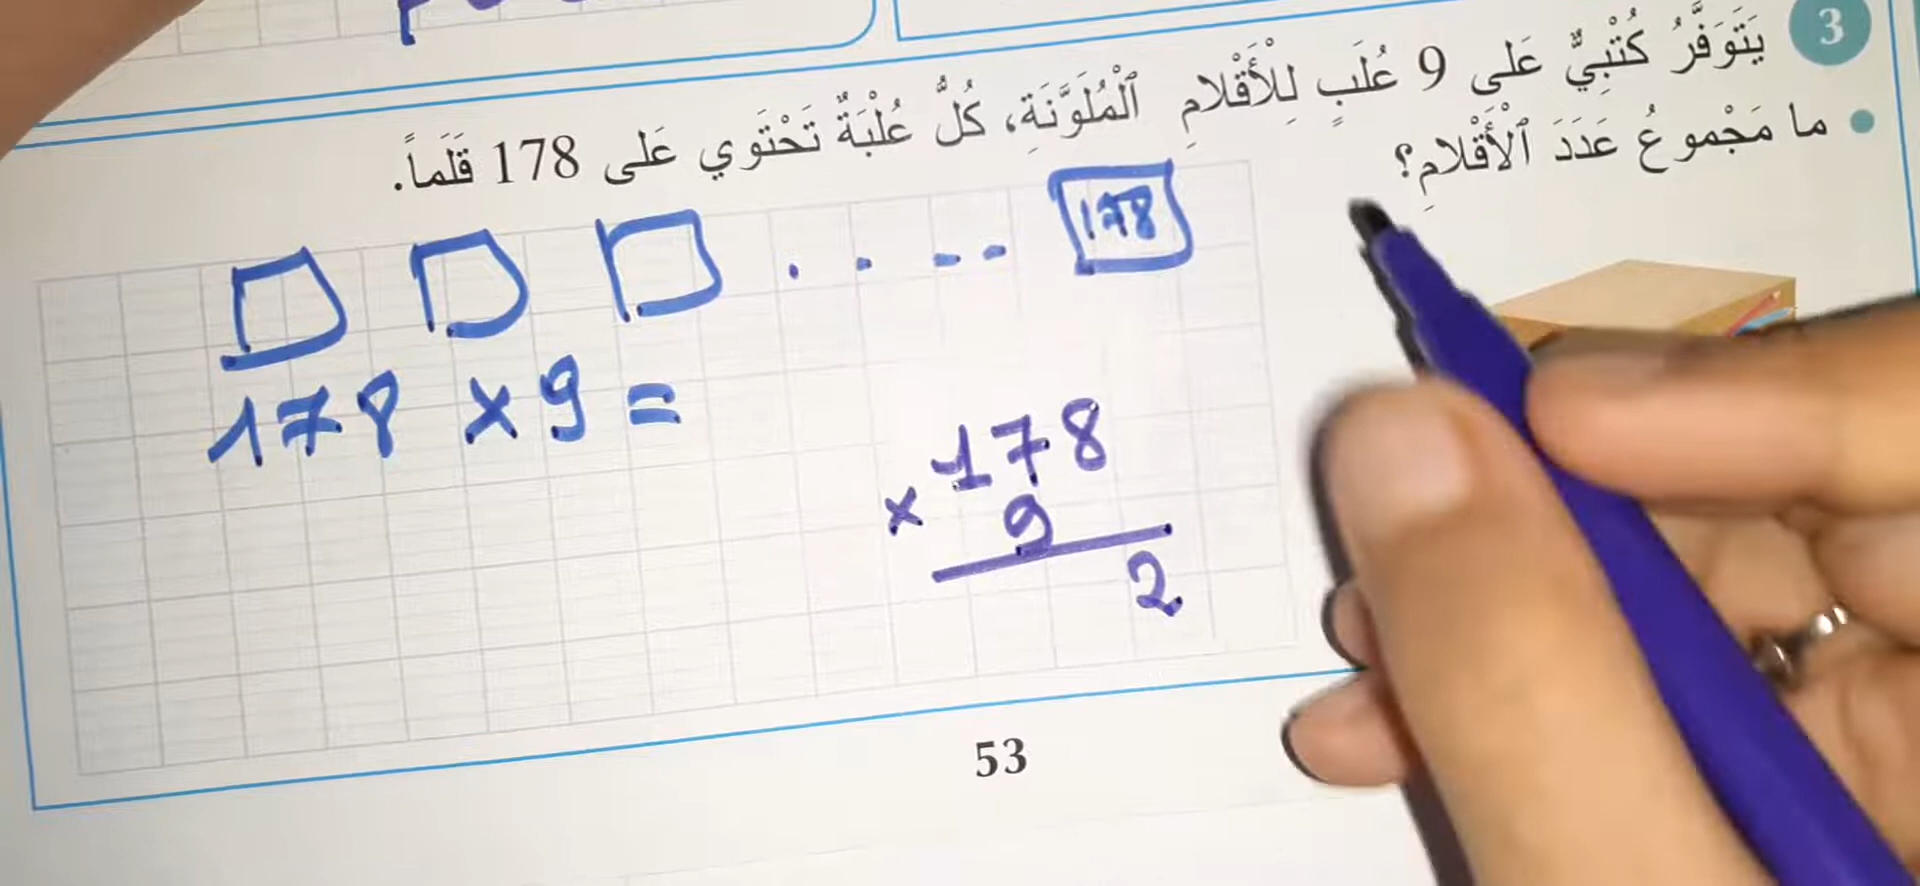 3
يَتَوَفَّرُ كُتْبِيٌّ عَلى 9 عُلَبٍ لِلْأَقْلامِ ٱلْمُلَوَّنَةِ، كُلُّ عُلْبَةٌ تَحْتَوي عَلى 178 قَلَماً.
● ما مَجْموعُ عَدَدَ ٱلْأَقْلامِ؟
178
178 × 9 =
178
× 9
2
53